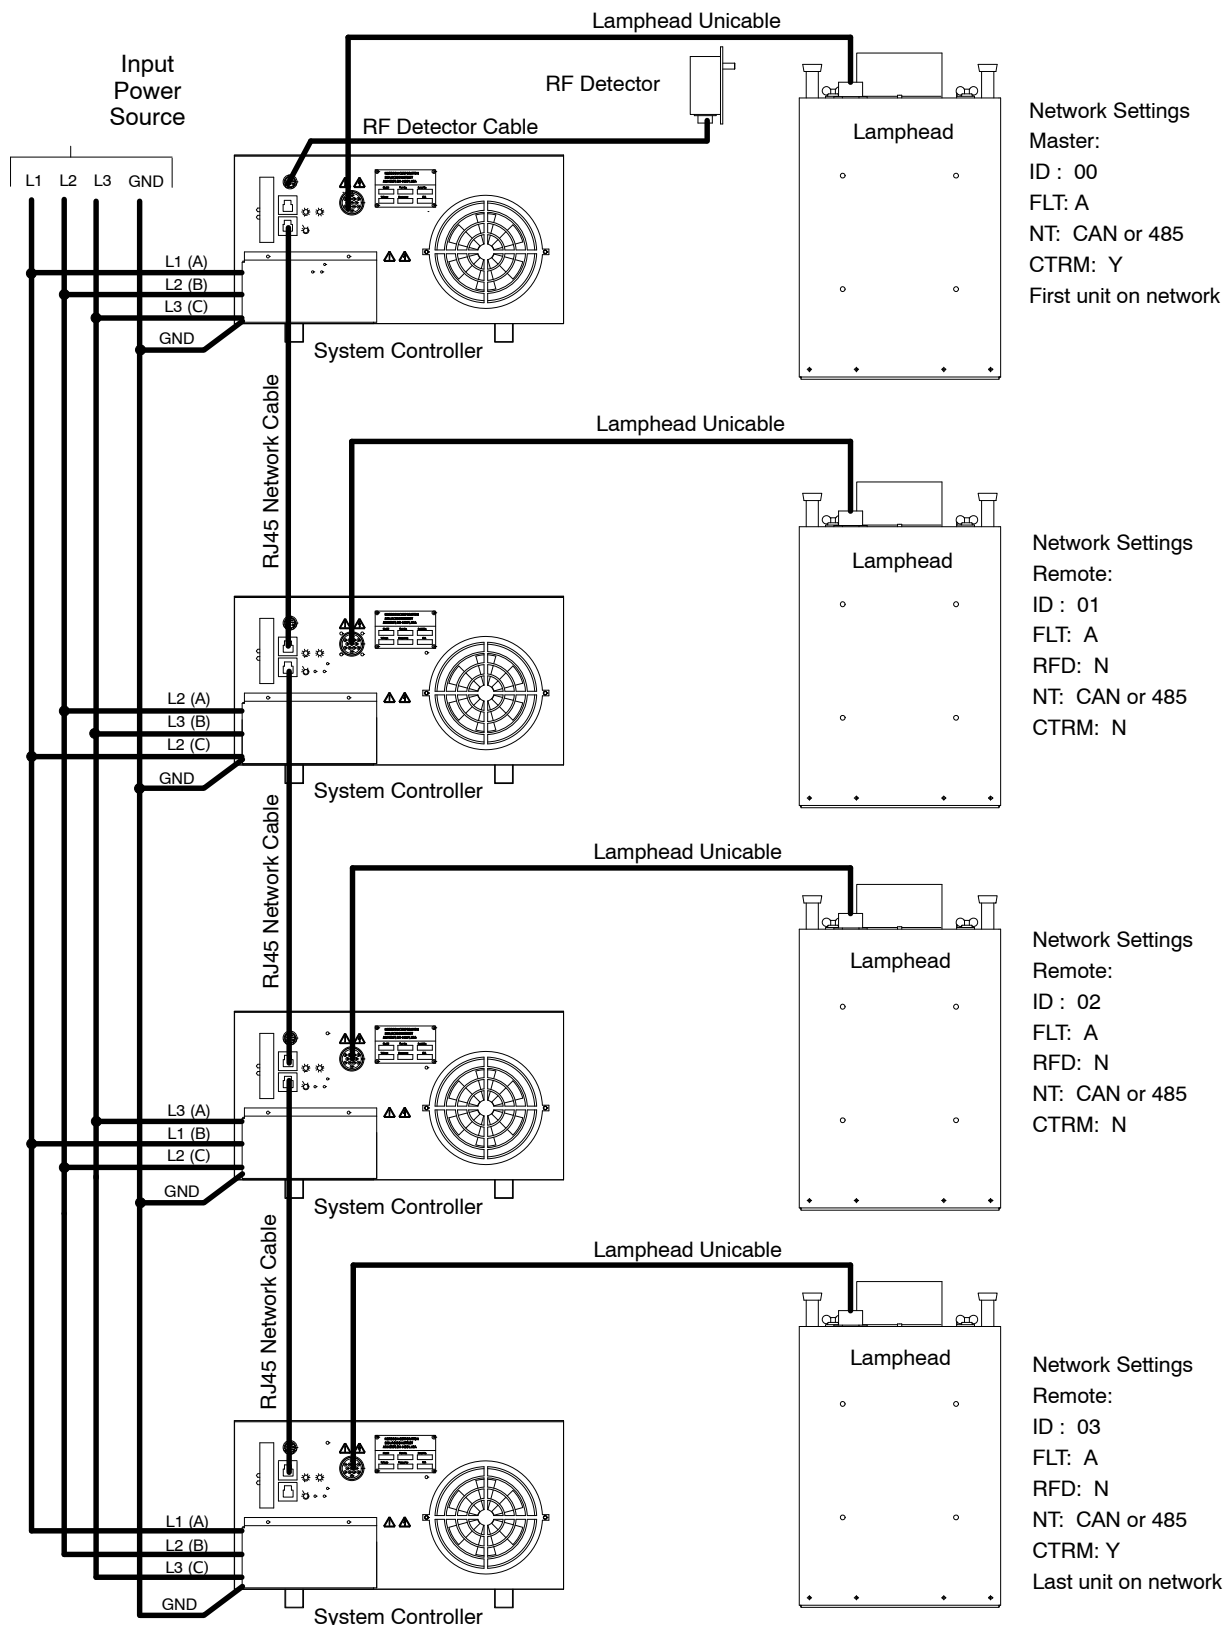 Lamphead Unicable
Input
Power
Source
RF Detector
RF Detector Cable
Lamphead
Network Settings
Master:
ID : 00
FLT: A
NT: CAN or 485
CTRM: Y
First unit on network
L1 L2 L3 GND
L1 (A)
L2 (B)
L3 (C)
GND
System Controller
RJ45 Network Cable
Lamphead Unicable
Lamphead
Network Settings
Remote:
ID : 01
FLT: A
RFD: N
NT: CAN or 485
CTRM: N
L2 (A)
L3 (B)
L2 (C)
GND
System Controller
RJ45 Network Cable
Lamphead Unicable
Lamphead
Network Settings
Remote:
ID : 02
FLT: A
RFD: N
NT: CAN or 485
CTRM: N
L3 (A)
L1 (B)
L2 (C)
GND
System Controller
RJ45 Network Cable
Lamphead Unicable
Lamphead
Network Settings
Remote:
ID : 03
FLT: A
RFD: N
NT: CAN or 485
CTRM: Y
Last unit on network
L1 (A)
L2 (B)
L3 (C)
GND
System Controller